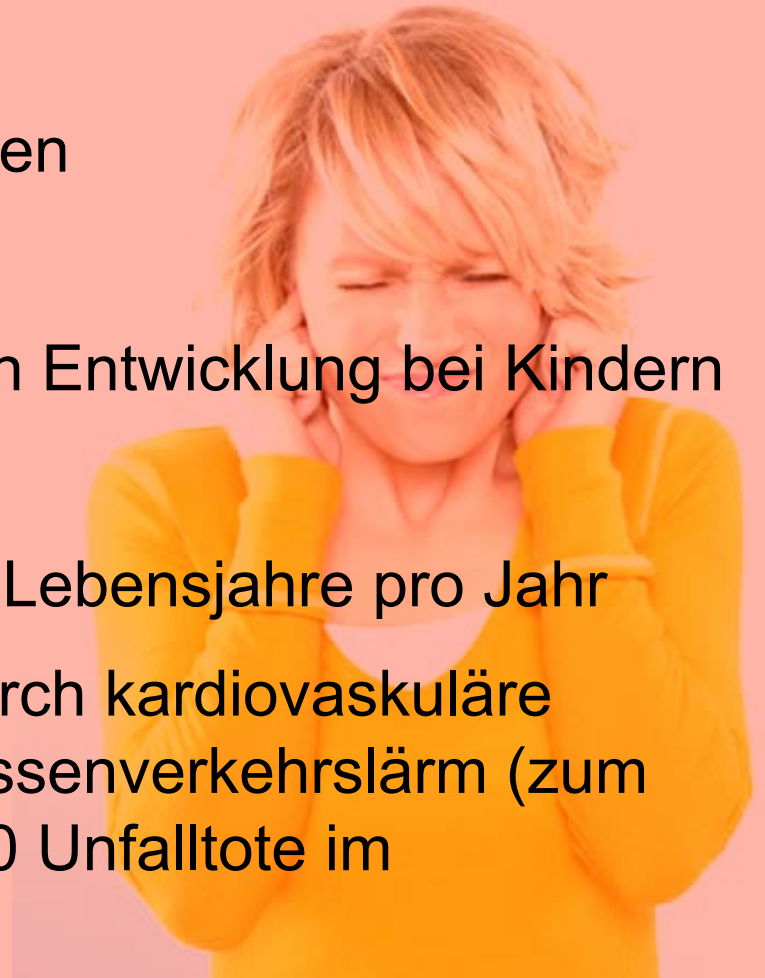 en
n Entwicklung bei Kindern
Lebensjahre pro Jahr
rch kardiovaskuläre
ssenverkehrslärm (zum
0 Unfalltote im